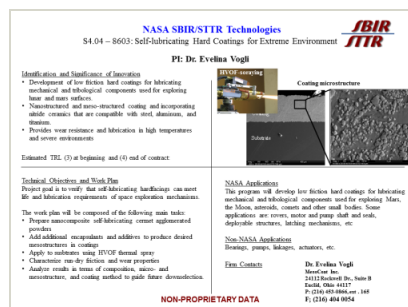 NASA SBIR/STTR Technologies
S4.04 – 8603: Self-lubricating Hard Coatings for Extreme Environment
SBIR
STTR
PI: Dr. Evelina Vogli
Identification and Significance of Innovation
• Development of low friction hard coatings for lubricating
mechanical and tribological components used for exploring
lunar and mars surfaces.
• Nanostructured and meso-structured coating and incorporating
nitride ceramics that are compatible with steel, aluminum, and
titanium.
• Provides wear resistance and lubrication in high temperatures
and severe environments
Estimated TRL (3) at beginning and (4) end of contract:
HVOF-spraying
Coating microstructure
Substrate
Technical Objectives and Work Plan
Project goal is to verify that self-lubricating hardfacings can meet
life and lubrication requirements of space exploration mechanisms.
The work plan will be composed of the following main tasks:
• Prepare nanocomposite self-lubricating cermet agglomerated
powders
• Add additional encapsulants and additives to produce desired
mesostructures in coatings
• Apply to substrates using HVOF thermal spray
• Characterize run-dry friction and wear properties
• Analyze results in terms of composition, micro- and
mesostructure, and coating method to guide future downselection.
NASA Applications
This program will develop low friction hard coatings for lubricating
mechanical and tribological components used for exploring Mars,
the Moon, asteroids, comets and other small bodies. Some
applications are: rovers, motor and pump shaft and seals,
deployable structures, latching mechanisms, etc
Non-NASA Applications
Bearings, pumps, linkages, actuators, etc.
Firm Contacts
Dr. Evelina Vogli
MesoCoat Inc.
24112 Rockwell Dr., Suite B
Euclid, Ohio 44117
P: (216) 453-0866, ext. 165
F: (216) 404 0054
NON-PROPRIETARY DATA